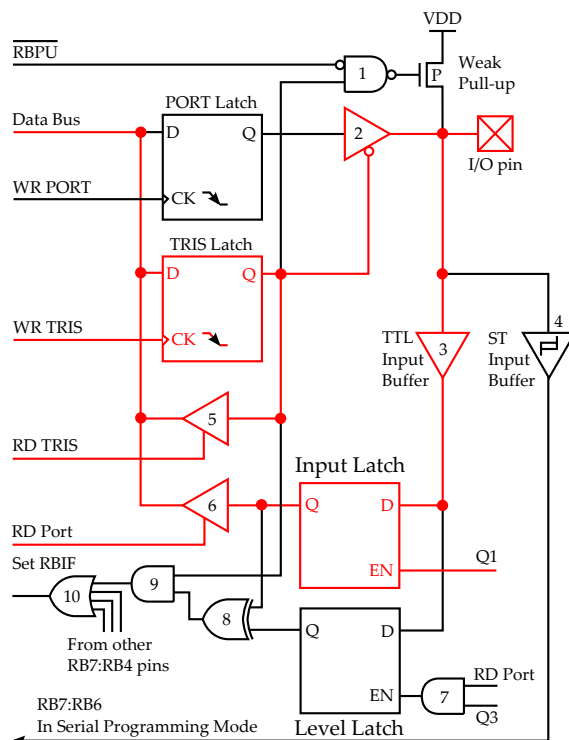 VDD
RBPU
1
P
Weak
Pull-up
Data Bus
PORT Latch
D
Q
2
I/O pin
WR PORT
CK
TRIS Latch
D
Q
WR TRIS
CK
TTL
Input
Buffer
3
ST
Input
Buffer
4
5
RD TRIS
Input Latch
6
Q
D
RD Port
EN
Q1
Set RBIF
10
9
8
Q
D
From other
RB7:RB4 pins
EN
7
RD Port
Q3
Level Latch
RB7:RB6
In Serial Programming Mode